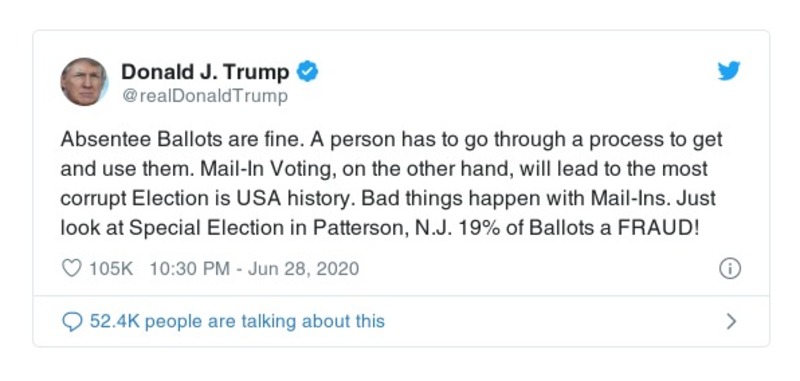 Donald J. Trump
@realDonaldTrump
Absentee Ballots are fine. A person has to go through a process to get
and use them. Mail-In Voting, on the other hand, will lead to the most
corrupt Election is USA history. Bad things happen with Mail-Ins. Just
look at Special Election in Patterson, N.J. 19% of Ballots a FRAUD!
105K 10:30 PM - Jun 28, 2020
52.4K people are talking about this